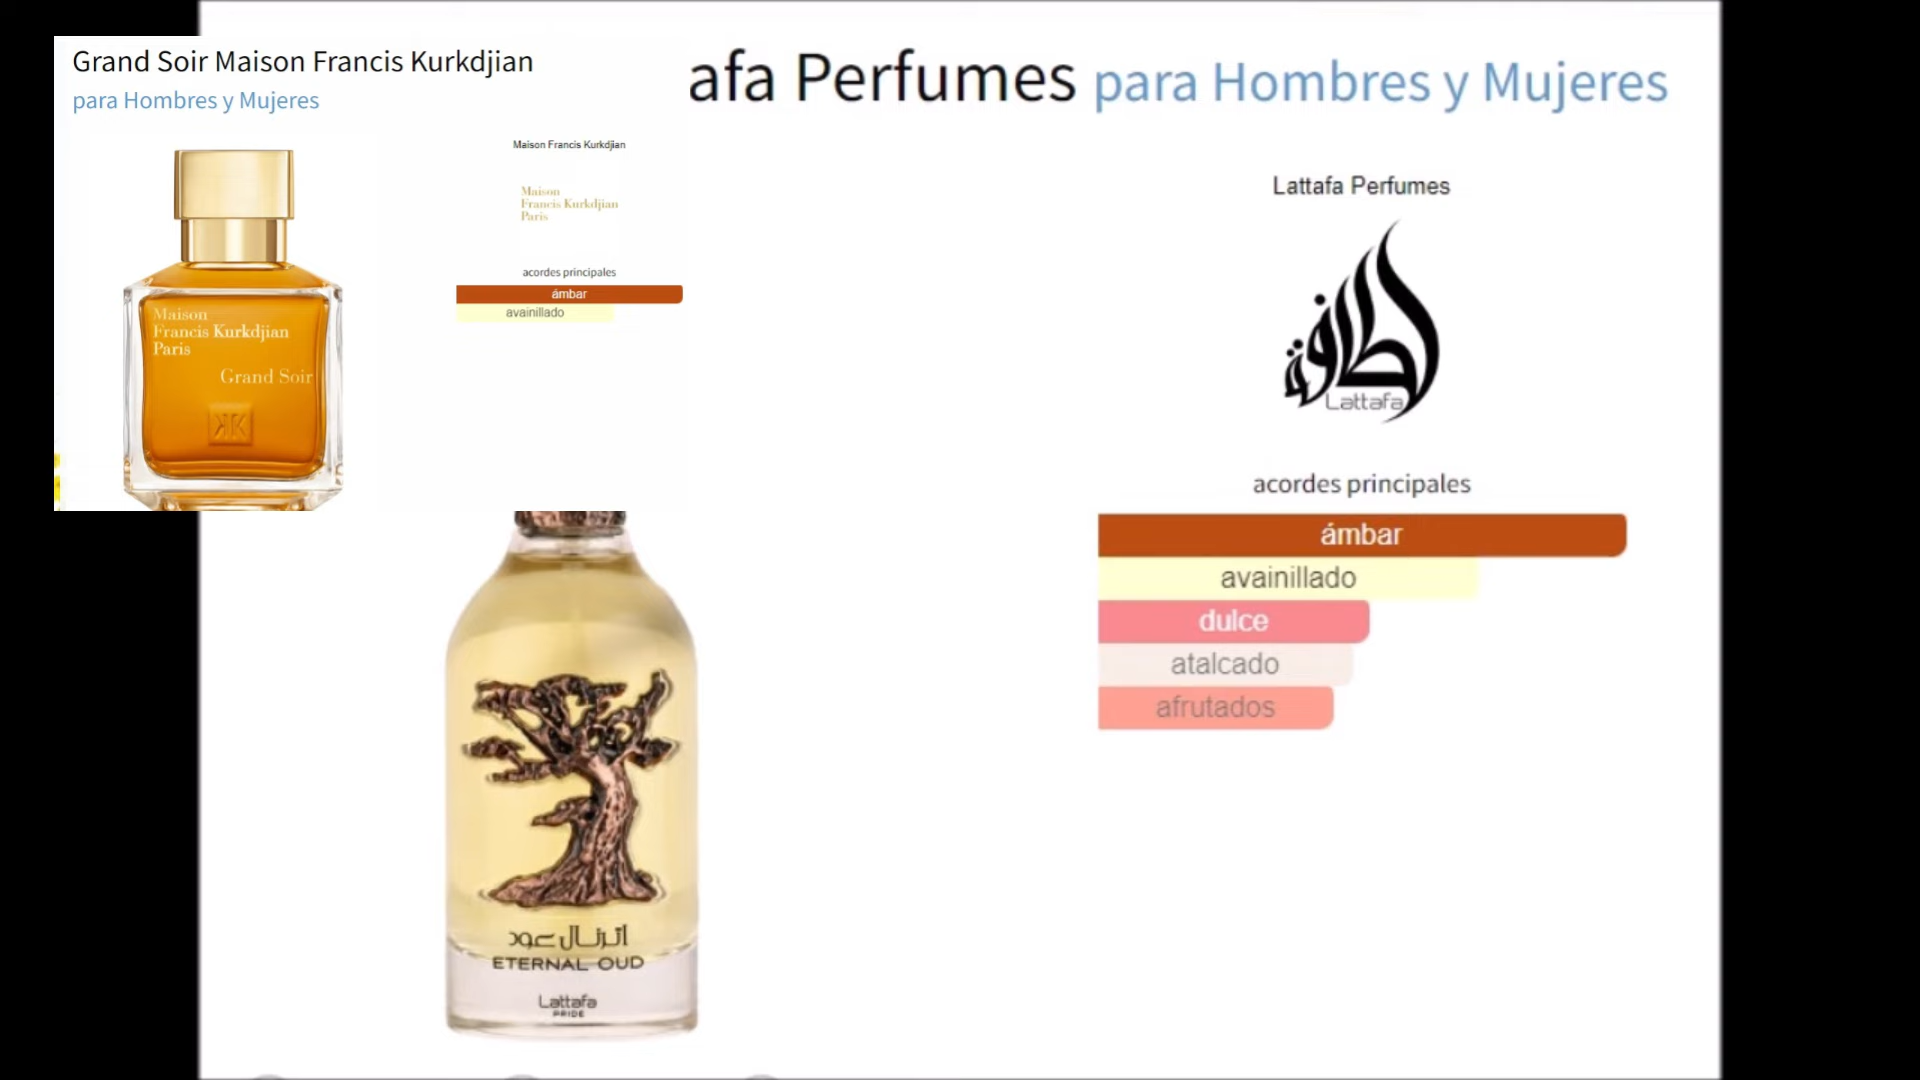 Grand Soir Maison Francis Kurkdjian
para Hombres y Mujeres
Maison Francis Kurkdjian
Maison
Francis Kurkdjian
Paris
acordes principales
ámbar
avainillado
Maison
Francis Kurkdjian
Paris
Grand Soir
afa Perfumes para Hombres y Mujeres
Lattafa Perfumes
لطافة
Lattafa
acordes principales
ámbar
avainillado
dulce
atalcado
afrutados
اترنال عود
ETERNAL OUD
Lattafa
PRIDE